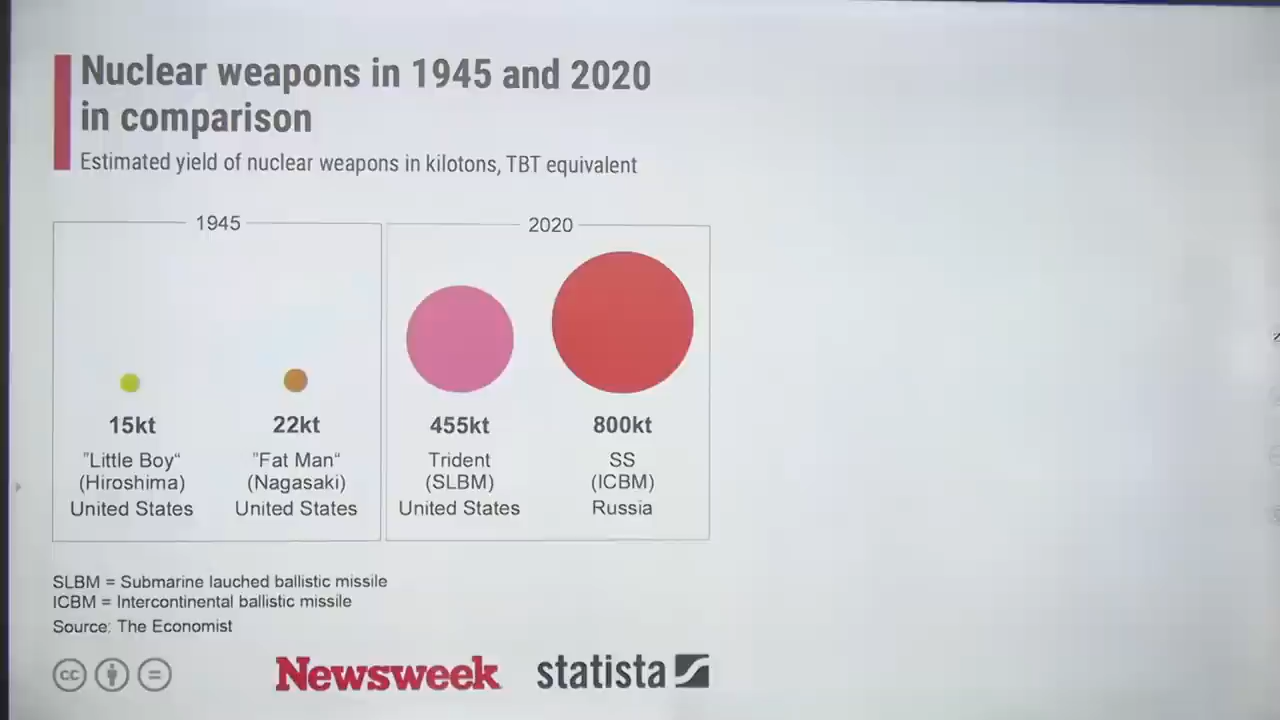 Nuclear weapons in 1945 and 2020
in comparison
Estimated yield of nuclear weapons in kilotons, TBT equivalent
1945
2020
15kt
"Little Boy“
(Hiroshima)
United States
22kt
"Fat Man“
(Nagasaki)
United States
455kt
Trident
(SLBM)
United States
800kt
SS
(ICBM)
Russia
SLBM = Submarine lauched ballistic missile
ICBM = Intercontinental ballistic missile
Source: The Economist
cc
Newsweek
statista